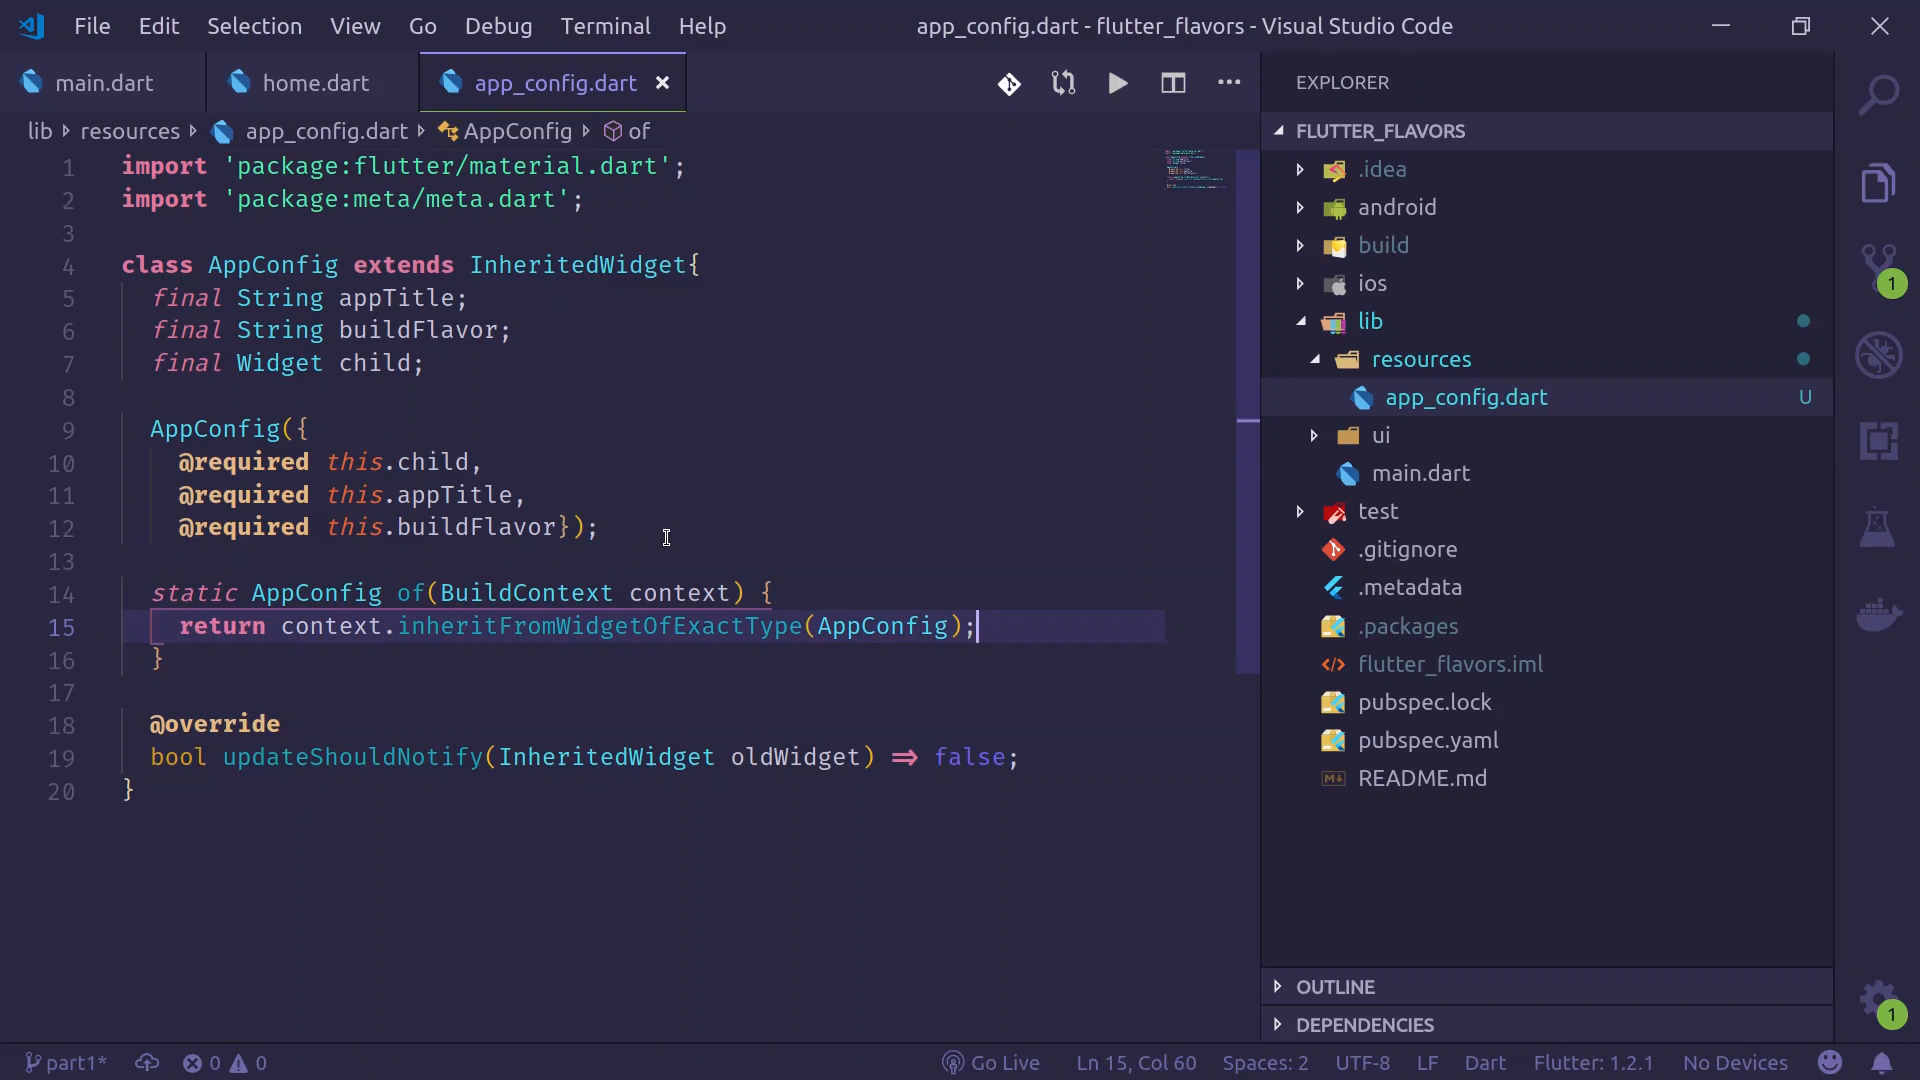 File Edit Selection View Go Debug Terminal Help app_config.dart - flutter_flavors - Visual Studio Code
main.dart home.dart app_config.dart
lib resources app_config.dart AppConfig of
1 import 'package:flutter/material.dart';
2 import 'package:meta/meta.dart';
3
4 class AppConfig extends InheritedWidget{
5 final String appTitle;
6 final String buildFlavor;
7 final Widget child;
8
9 AppConfig({
10 @required this.child,
11 @required this.appTitle,
12 @required this.buildFlavor});
13
14 static AppConfig of(BuildContext context) {
15 return context.inheritFromWidgetOfExactType(AppConfig);
16 }
17
18 @override
19 bool updateShouldNotify(InheritedWidget oldWidget) => false;
20 }
EXPLORER
FLUTTER_FLAVORS
.idea
android
build
ios
lib
resources
app_config.dart U
ui
main.dart
test
.gitignore
.metadata
.packages
flutter_flavors.iml
pubspec.lock
pubspec.yaml
README.md
OUTLINE
DEPENDENCIES
1
1
part1* 0 0 Go Live Ln 15, Col 60 Spaces: 2 UTF-8 LF Dart Flutter: 1.2.1 No Devices